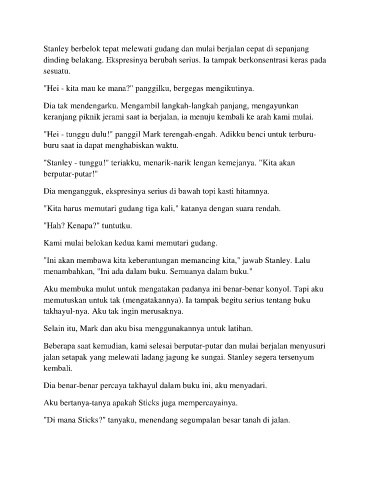 Stanley berbelok tepat melewati gudang dan mulai berjalan cepat di sepanjang
dinding belakang. Ekspresinya berubah serius. Ia tampak berkonsentrasi keras pada
sesuatu.
"Hei - kita mau ke mana?" panggilku, bergegas mengikutinya.
Dia tak mendengarku. Mengambil langkah-langkah panjang, mengayunkan
keranjang piknik jerami saat ia berjalan, ia menuju kembali ke arah kami mulai.
"Hei - tunggu dulu!" panggil Mark terengah-engah. Adikku benci untuk terburu-
buru saat ia dapat menghabiskan waktu.
"Stanley - tunggu!" teriakku, menarik-narik lengan kemejanya. "Kita akan
berputar-putar!"
Dia mengangguk, ekspresinya serius di bawah topi kasti hitamnya.
"Kita harus memutari gudang tiga kali," katanya dengan suara rendah.
"Hah? Kenapa?" tuntutku.
Kami mulai belokan kedua kami memutari gudang.
"Ini akan membawa kita keberuntungan memancing kita," jawab Stanley. Lalu
menambahkan, "Ini ada dalam buku. Semuanya dalam buku."
Aku membuka mulut untuk mengatakan padanya ini benar-benar konyol. Tapi aku
memutuskan untuk tak (mengatakannya). Ia tampak begitu serius tentang buku
takhayul-nya. Aku tak ingin merusaknya.
Selain itu, Mark dan aku bisa menggunakannya untuk latihan.
Beberapa saat kemudian, kami selesai berputar-putar dan mulai berjalan menyusuri
jalan setapak yang melewati ladang jagung ke sungai. Stanley segera tersenyum
kembali.
Dia benar-benar percaya takhayul dalam buku ini, aku menyadari.
Aku bertanya-tanya apakah Sticks juga mempercayainya.
"Di mana Sticks?" tanyaku, menendang segumpalan besar tanah di jalan.